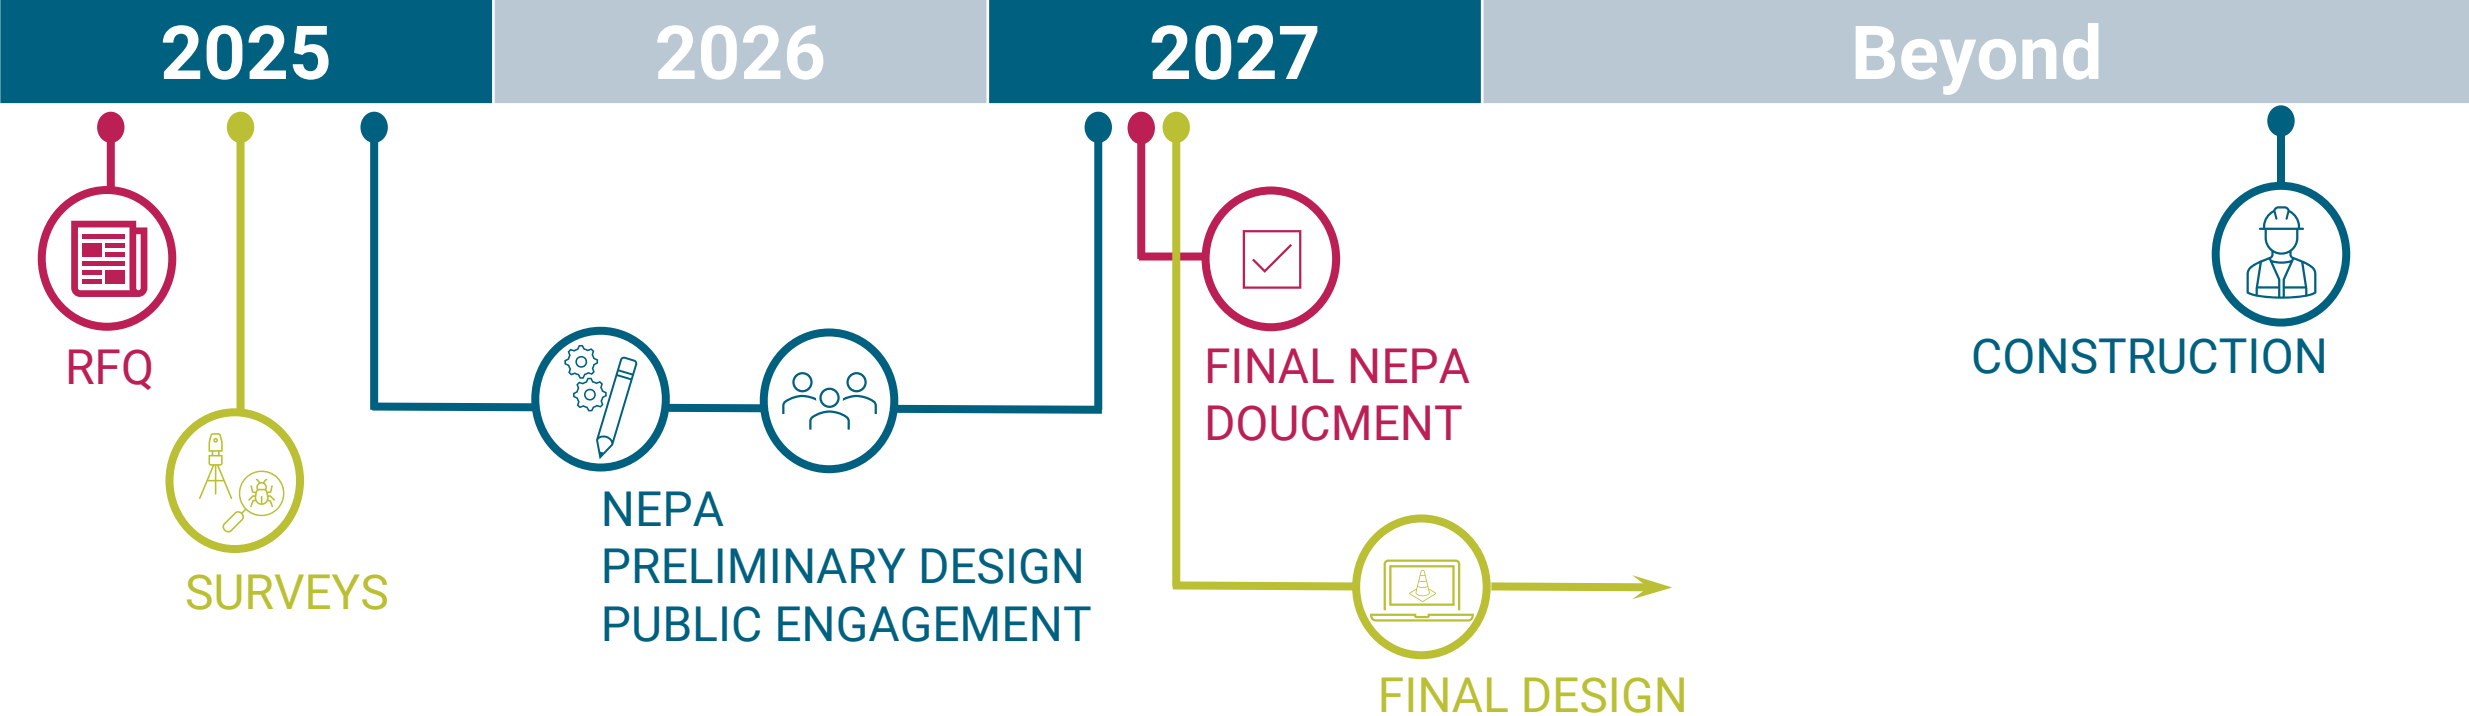 2025
2026
2027
Beyond
RFQ
SURVEYS
NEPA
PRELIMINARY DESIGN
PUBLIC ENGAGEMENT
FINAL NEPA
DOUCMENT
FINAL DESIGN
CONSTRUCTION